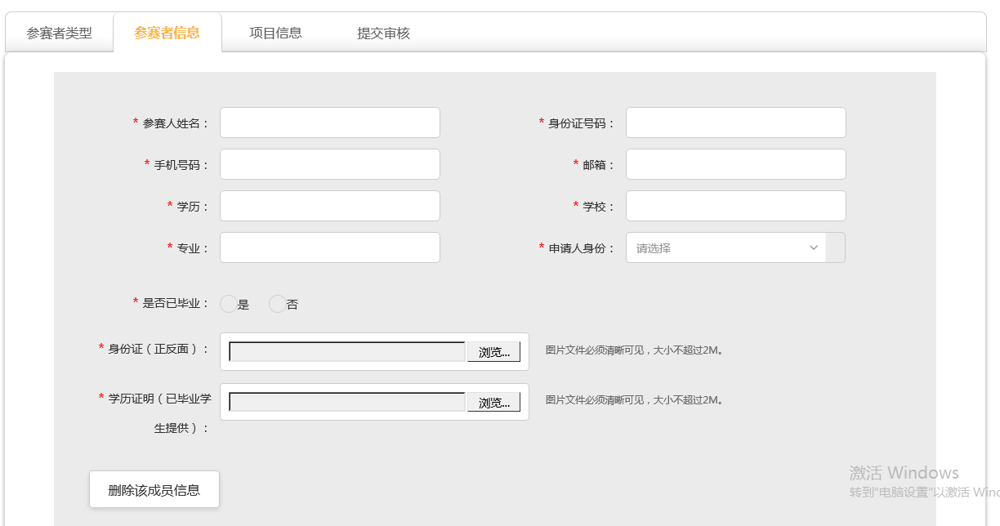 参赛者类型 参赛者信息 项目信息 提交审核
* 参赛人姓名： * 身份证号码：
* 手机号码： * 邮箱：
* 学历： * 学校：
* 专业： * 申请人身份： 请选择
* 是否已毕业： 是 否
* 身份证（正反面）： 浏览... 图片文件必须清晰可见，大小不超过2M。
* 学历证明（已毕业学 浏览... 图片文件必须清晰可见，大小不超过2M。
生提供）：
删除该成员信息
激活 Windows
转到"电脑设置"以激活 Wind